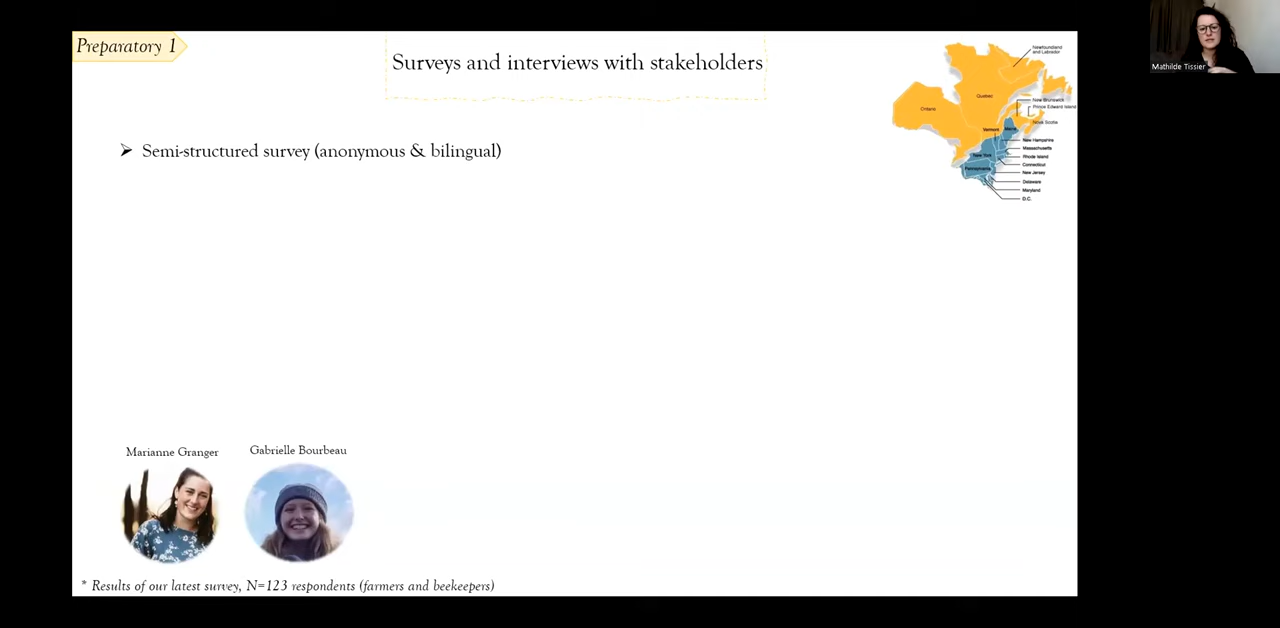 Preparatory 1
Surveys and interviews with stakeholders
Mathilde Tissier
Newfoundland
and Labrador
Quebec
Ontario
New Brunswick
Prince Edward Island
Nova Scotia
Vermont
Maine
New Hampshire
Massachusetts
New York
Rhode Island
Connecticut
Pennsylvania
New Jersey
Delaware
Maryland
D.C.
➢ Semi-structured survey (anonymous & bilingual)
Marianne Granger
Gabrielle Bourbeau
* Results of our latest survey, N=123 respondents (farmers and beekeepers)